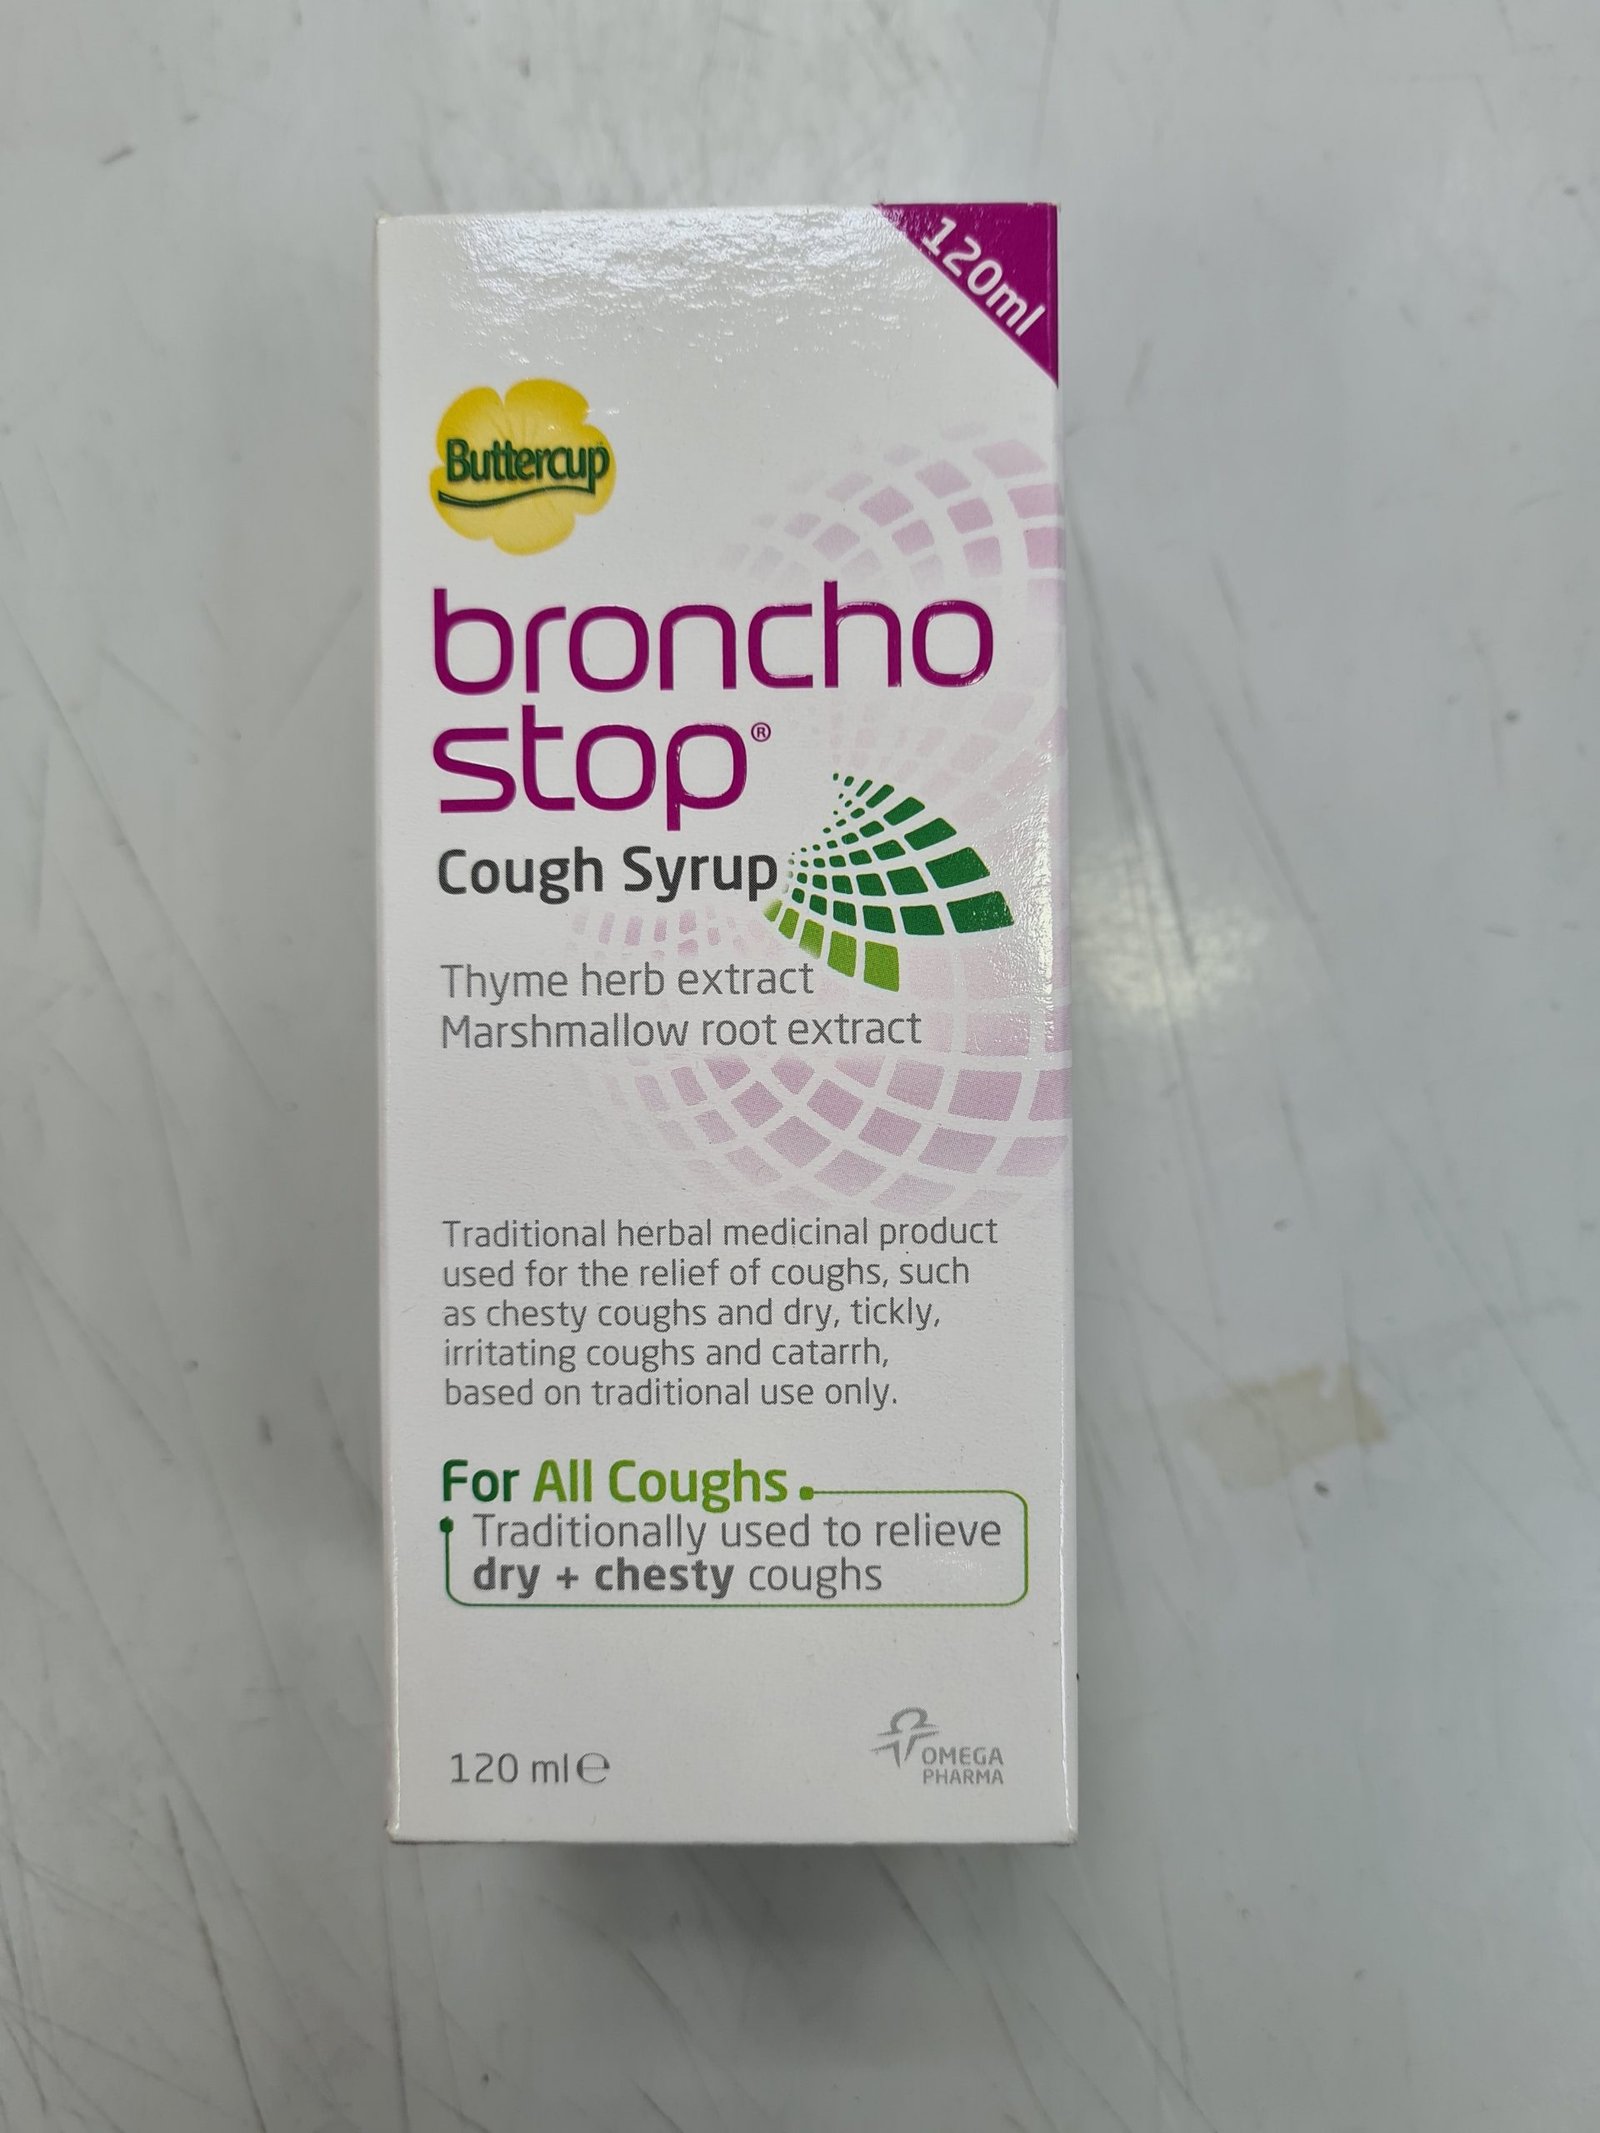 120ml
Buttercup
broncho
stop®
Cough Syrup
Thyme herb extract
Marshmallow root extract
Traditional herbal medicinal product
used for the relief of coughs, such
as chesty coughs and dry, tickly,
irritating coughs and catarrh,
based on traditional use only.
For All Coughs
Traditionally used to relieve
dry + chesty coughs
120 ml ℮
OMEGA
PHARMA